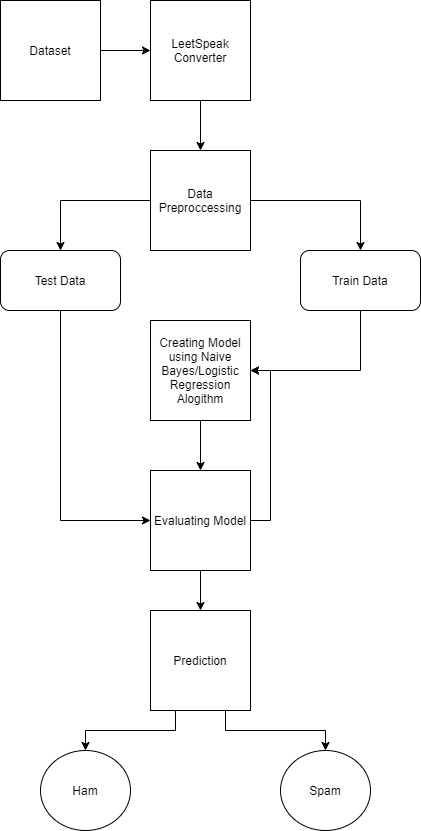 Dataset
LeetSpeak
Converter
Data
Preproccessing
Test Data
Train Data
Creating Model
using Naive
Bayes/Logistic
Regression
Alogithm
Evaluating Model
Prediction
Ham
Spam